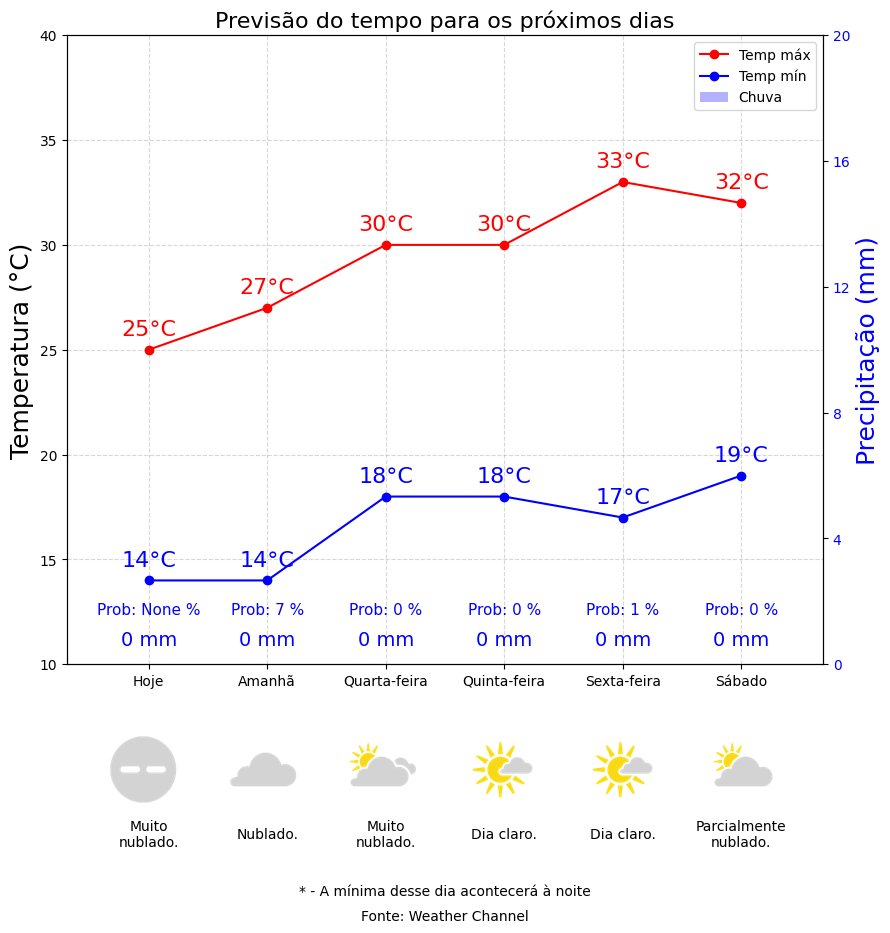 Previsão do tempo para os próximos dias
40
35
30
25
20
15
10
Temperatura (°C)
20
16
12
8
4
0
Precipitação (mm)
Temp máx
Temp mín
Chuva
25°C
27°C
30°C
30°C
33°C
32°C
14°C
14°C
18°C
18°C
17°C
19°C
Prob: None %
Prob: 7 %
Prob: 0 %
Prob: 0 %
Prob: 1 %
Prob: 0 %
0 mm
0 mm
0 mm
0 mm
0 mm
0 mm
Hoje
Amanhã
Quarta-feira
Quinta-feira
Sexta-feira
Sábado
Muito
nublado.
Nublado.
Muito
nublado.
Dia claro.
Dia claro.
Parcialmente
nublado.
* - A mínima desse dia acontecerá à noite
Fonte: Weather Channel